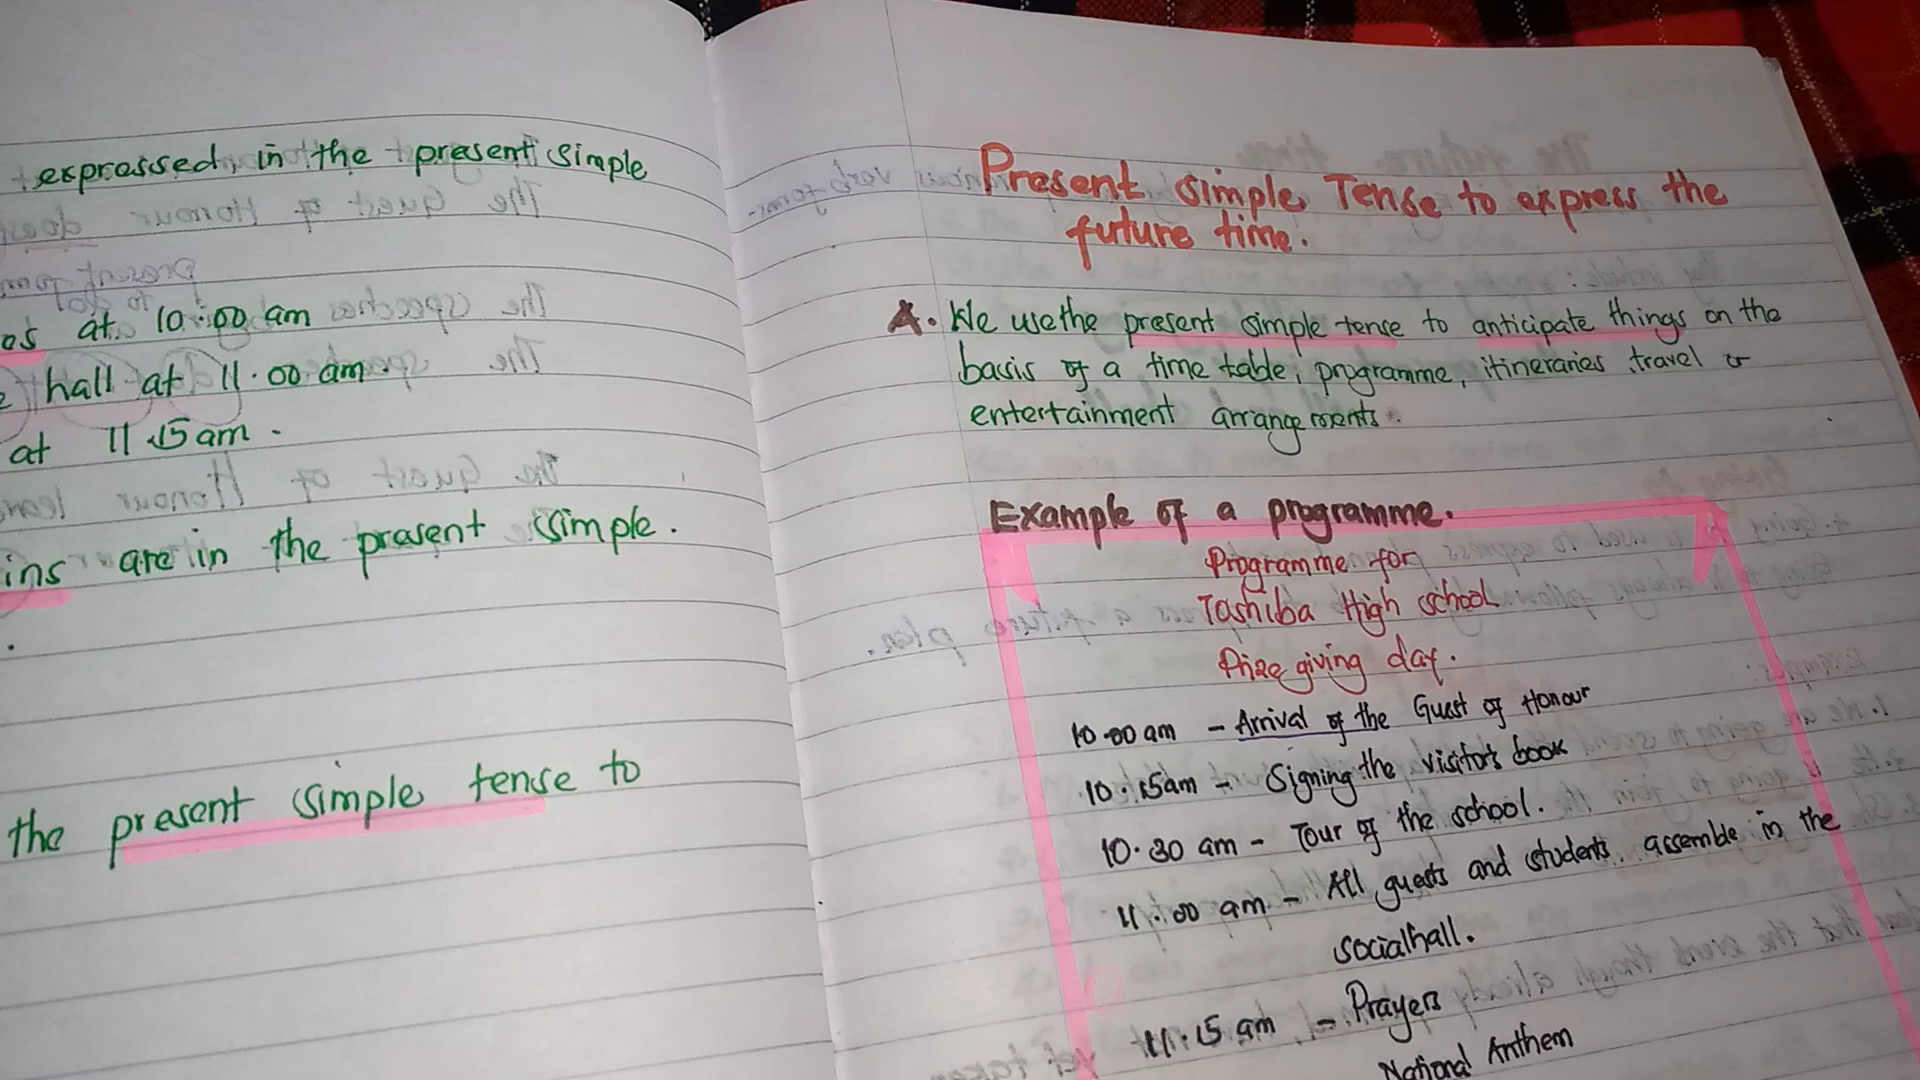 expressed, in the present simple
os at 10:00 am
hall at 11.00 am
at 11.15am.
ins are in the present simple.
the present simple tense to
Present simple Tense to express the
future time.
A. We use the present simple tense to anticipate things on the
basis of a time table, programme, itineraries travel or
entertainment arrangements.
Example of a programme.
Programme for
Tashiba High school
Prize giving day.
10.00 am - Arrival of the Guest of Honour
10.15am - Signing the visitor's book
10.30 am - Tour of the school.
11.00 am - All guests and students assemble in the
socialhall.
11.15 am - Prayers
National Anthem